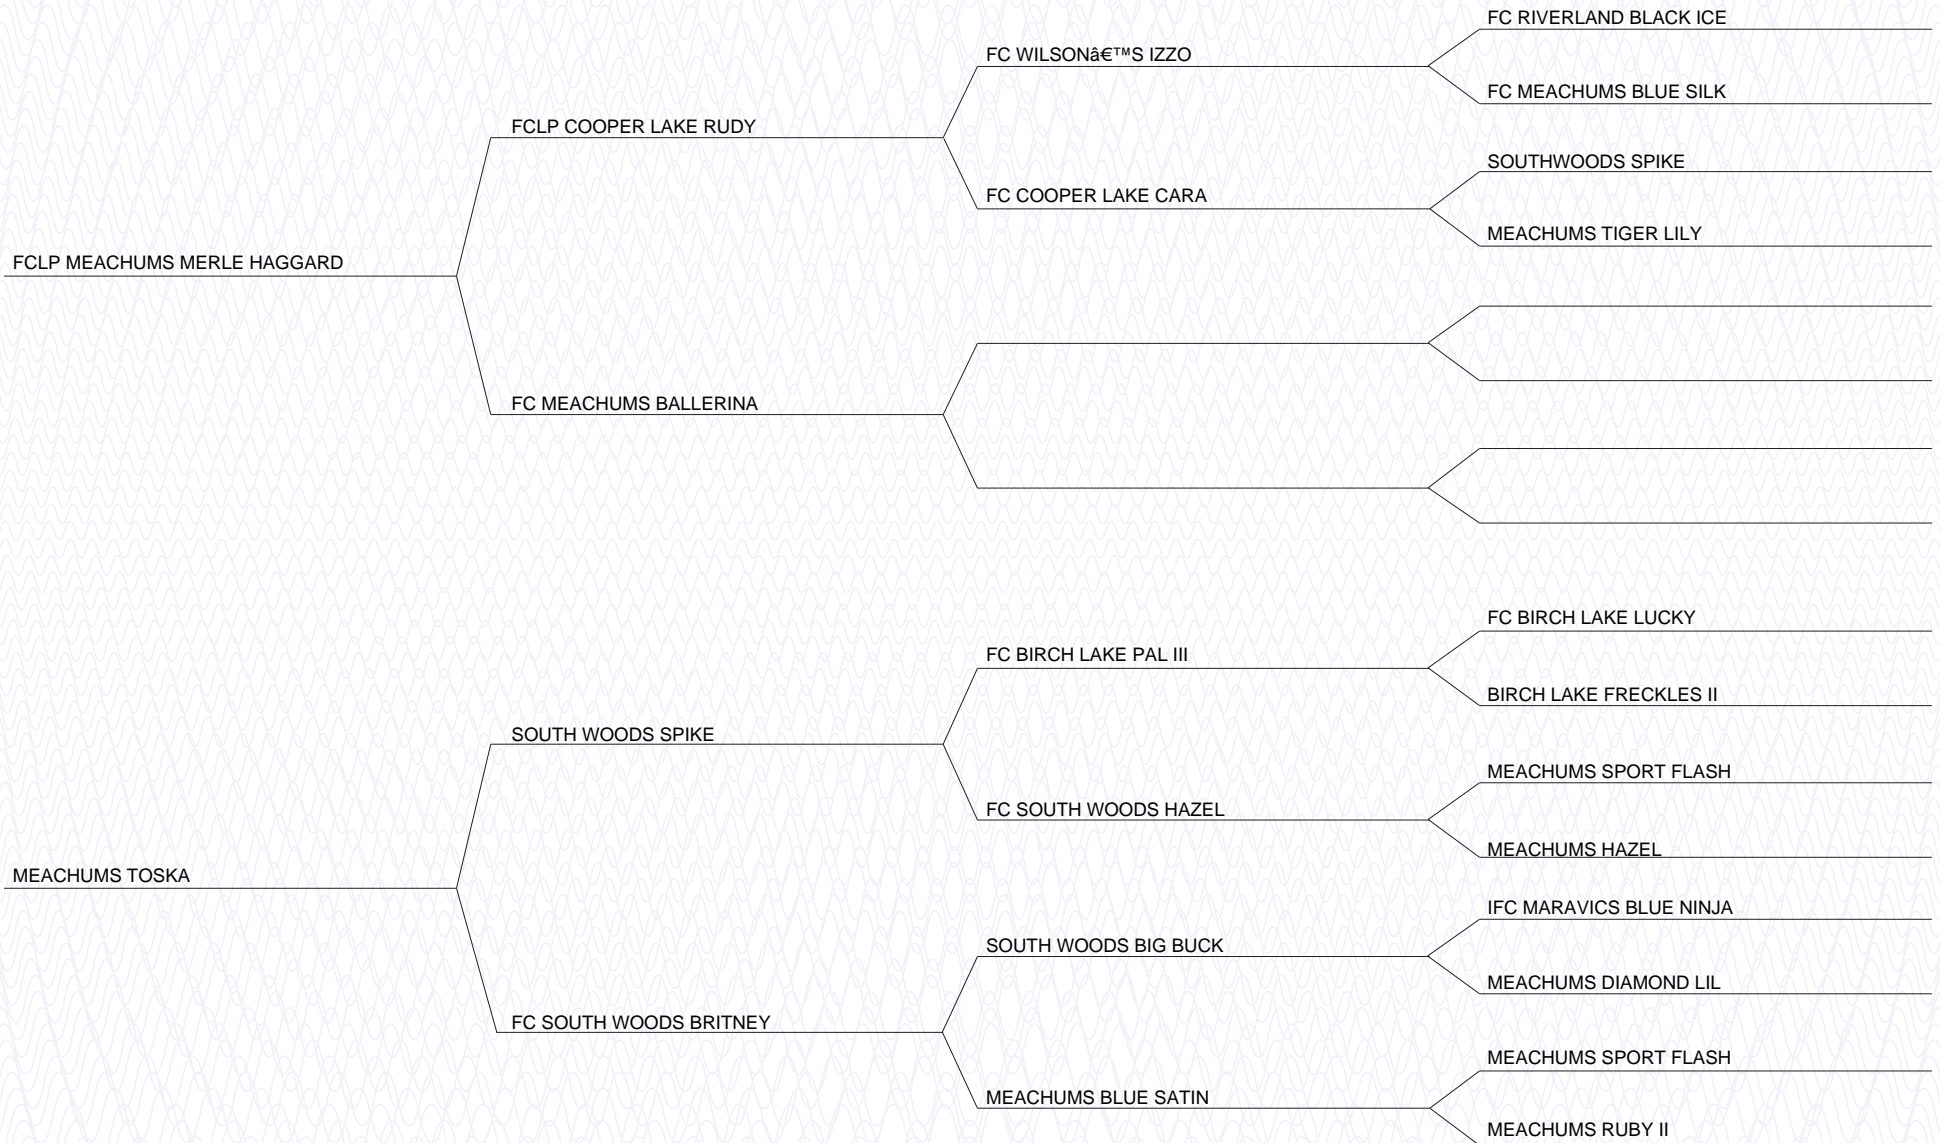 FC RIVERLAND BLACK ICE
FC WILSONâ€™S IZZO
FC MEACHUMS BLUE SILK
FCLP COOPER LAKE RUDY
SOUTHWOODS SPIKE
FC COOPER LAKE CARA
MEACHUMS TIGER LILY
FCLP MEACHUMS MERLE HAGGARD
FC MEACHUMS BALLERINA
FC BIRCH LAKE LUCKY
FC BIRCH LAKE PAL III
BIRCH LAKE FRECKLES II
SOUTH WOODS SPIKE
MEACHUMS SPORT FLASH
FC SOUTH WOODS HAZEL
MEACHUMS HAZEL
MEACHUMS TOSKA
IFC MARAVICS BLUE NINJA
SOUTH WOODS BIG BUCK
MEACHUMS DIAMOND LIL
FC SOUTH WOODS BRITNEY
MEACHUMS SPORT FLASH
MEACHUMS BLUE SATIN
MEACHUMS RUBY II